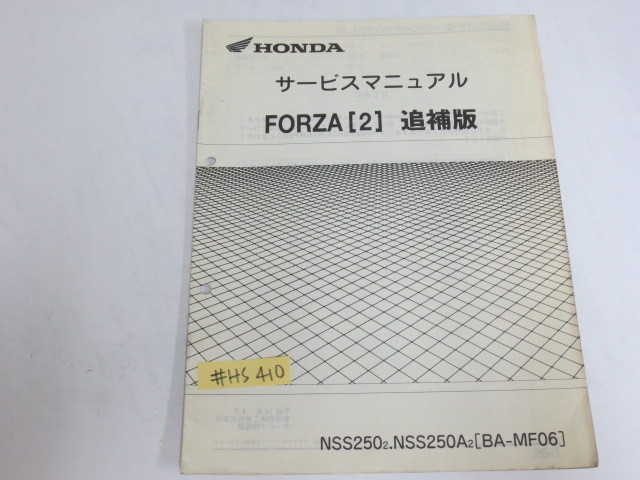 HONDA
サービスマニュアル
FORZA[2] 追補版
#HS 410
NSS250₂.NSS250A₂[BA-MF06]